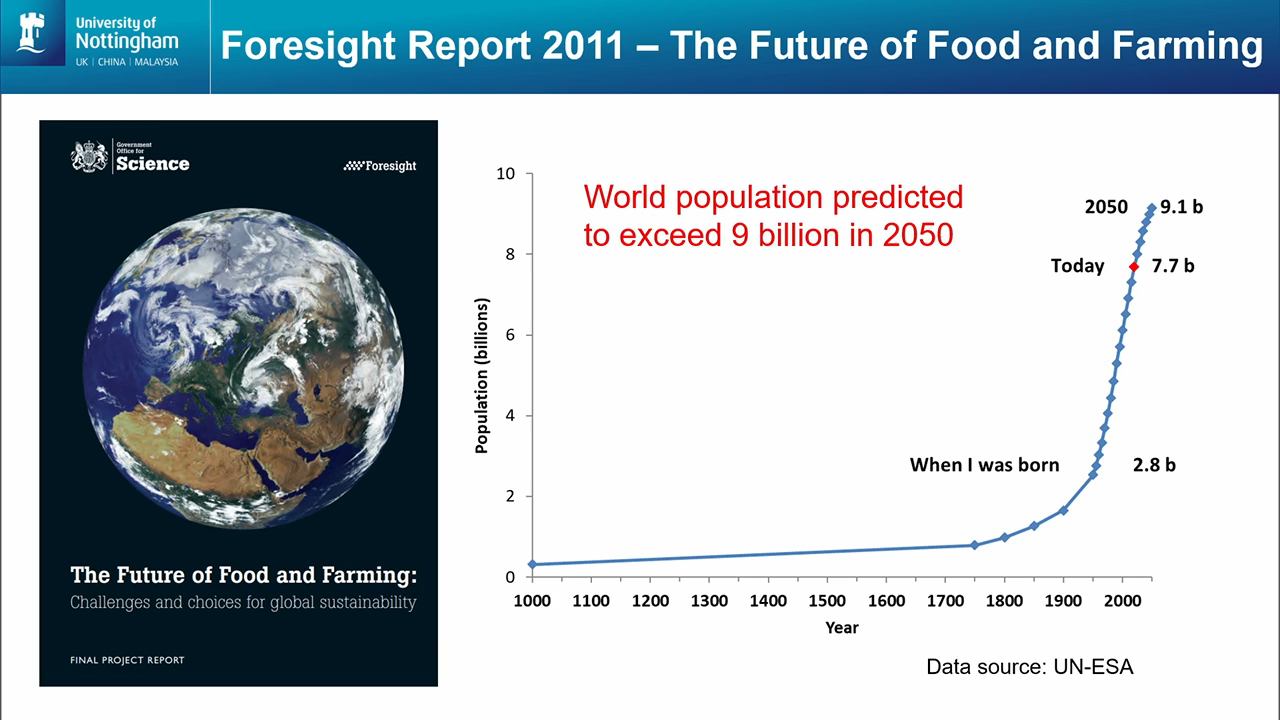 University of
Nottingham
UK | CHINA | MALAYSIA
Foresight Report 2011 – The Future of Food and Farming
Government
Office for
Science
Foresight
The Future of Food and Farming:
Challenges and choices for global sustainability
FINAL PROJECT REPORT
World population predicted
to exceed 9 billion in 2050
Population (billions)
10
8
6
4
2
0
2050 9.1 b
Today 7.7 b
When I was born 2.8 b
1000 1100 1200 1300 1400 1500 1600 1700 1800 1900 2000
Year
Data source: UN-ESA